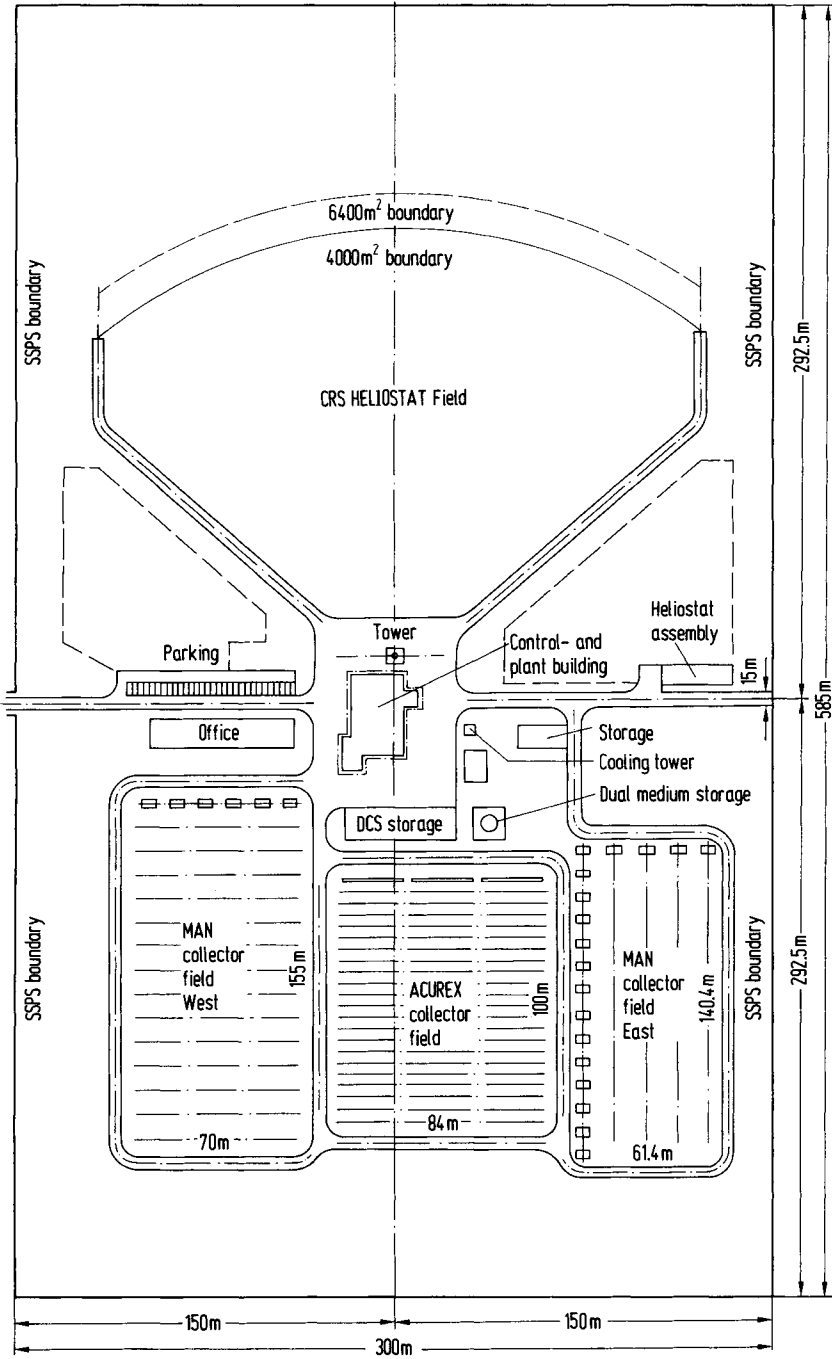 6400m² boundary
4000m² boundary
SSPS boundary
SSPS boundary
292.5m
CRS HELIOSTAT Field
Heliostat
assembly
Tower
Parking
Control- and
plant building
15m
585m
Office
Storage
Cooling tower
Dual medium storage
DCS storage
MAN
collector
field
West
155m
ACUREX
collector
field
100m
MAN
collector
field
East
140.4m
SSPS boundary
SSPS boundary
292.5m
70m
84m
61.4m
150m
150m
300m